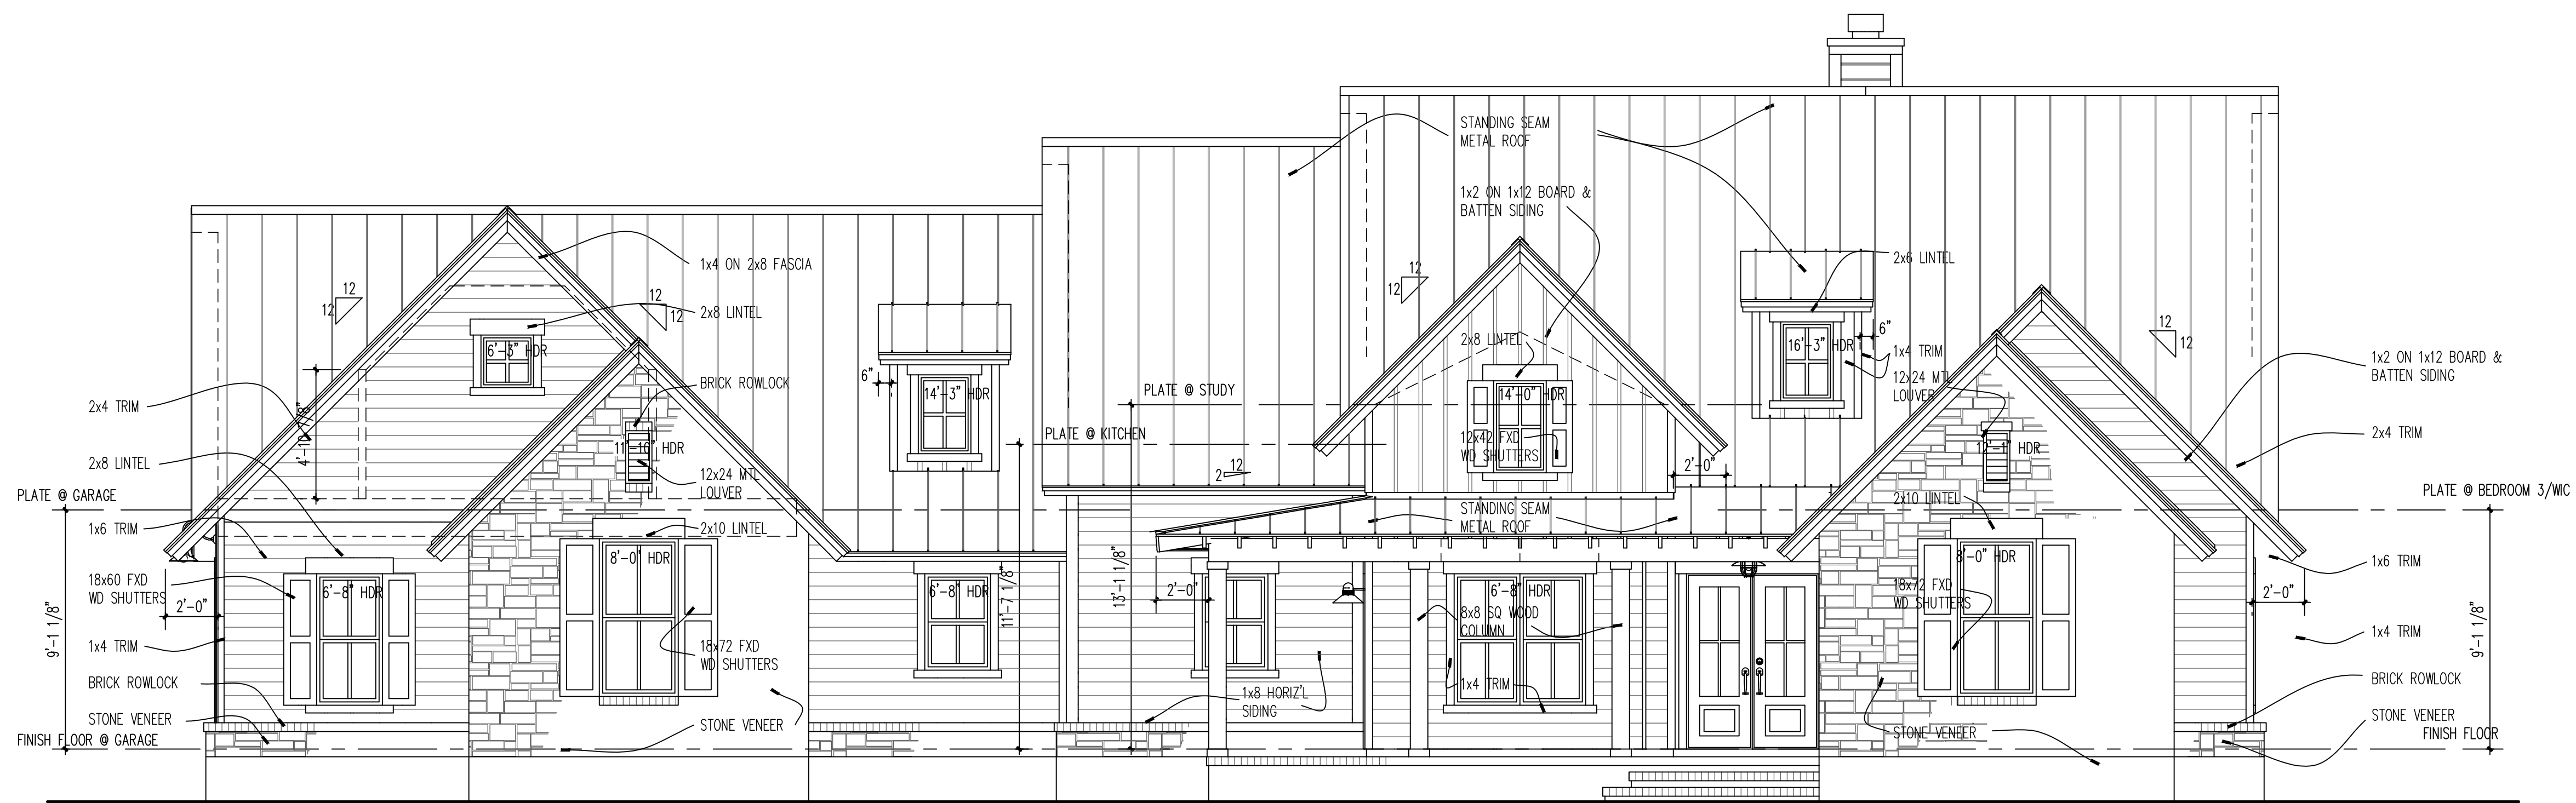 STANDING SEAM
METAL ROOF
1x2 ON 1x12 BOARD &
BATTEN SIDING
1x4 ON 2x8 FASCIA
2x8 LINTEL
12
12
12
12
6'-3" HDR
BRICK ROWLOCK
2x4 TRIM
4'-10 7/8"
2x8 LINTEL
11'-16" HDR
12x24 MTL
LOUVER
PLATE @ GARAGE
1x6 TRIM
2x10 LINTEL
8'-0" HDR
18x60 FXD
WD SHUTTERS
2'-0"
6'-8" HDR
9'-1 1/8"
1x4 TRIM
18x72 FXD
WD SHUTTERS
BRICK ROWLOCK
STONE VENEER
STONE VENEER
FINISH FLOOR @ GARAGE
6"
14'-3" HDR
6'-8" HDR
11'-7 1/8"
PLATE @ STUDY
PLATE @ KITCHEN
12
2
13'-1 1/8"
2'-0"
1x8 HORIZ'L
SIDING
12
12
2x8 LINTEL
14'-0" HDR
12x42 FXD
WD SHUTTERS
2'-0"
STANDING SEAM
METAL ROOF
6'-8" HDR
8x8 SQ WOOD
COLUMN
1x4 TRIM
2x6 LINTEL
16'-3" HDR
6"
1x4 TRIM
12x24 MTL
LOUVER
12'-1" HDR
2x10 LINTEL
8'-0" HDR
18x72 FXD
WD SHUTTERS
STONE VENEER
12
12
1x2 ON 1x12 BOARD &
BATTEN SIDING
2x4 TRIM
PLATE @ BEDROOM 3/WIC
1x6 TRIM
2'-0"
1x4 TRIM
9'-1 1/8"
BRICK ROWLOCK
STONE VENEER
FINISH FLOOR